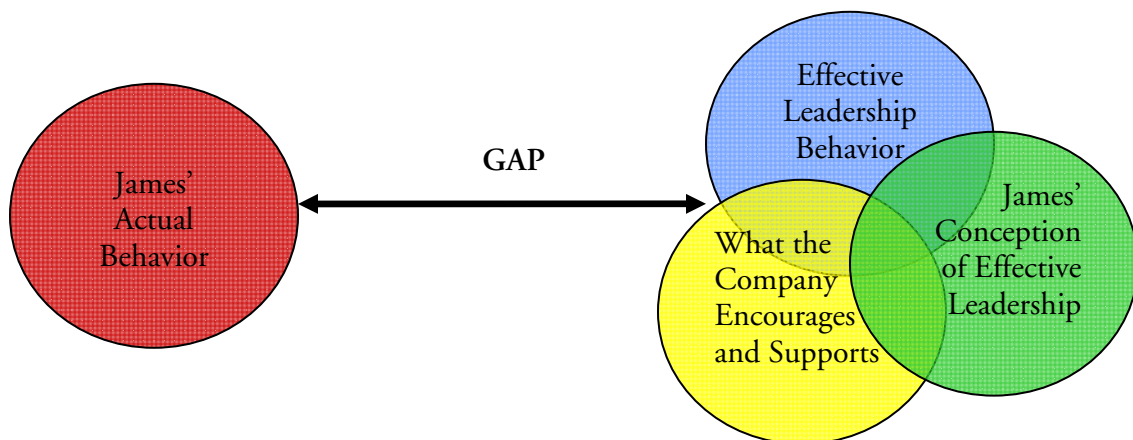 James’
Actual
Behavior
GAP
Effective
Leadership
Behavior
What the
Company
Encourages
and Supports
James’
Conception
of Effective
Leadership